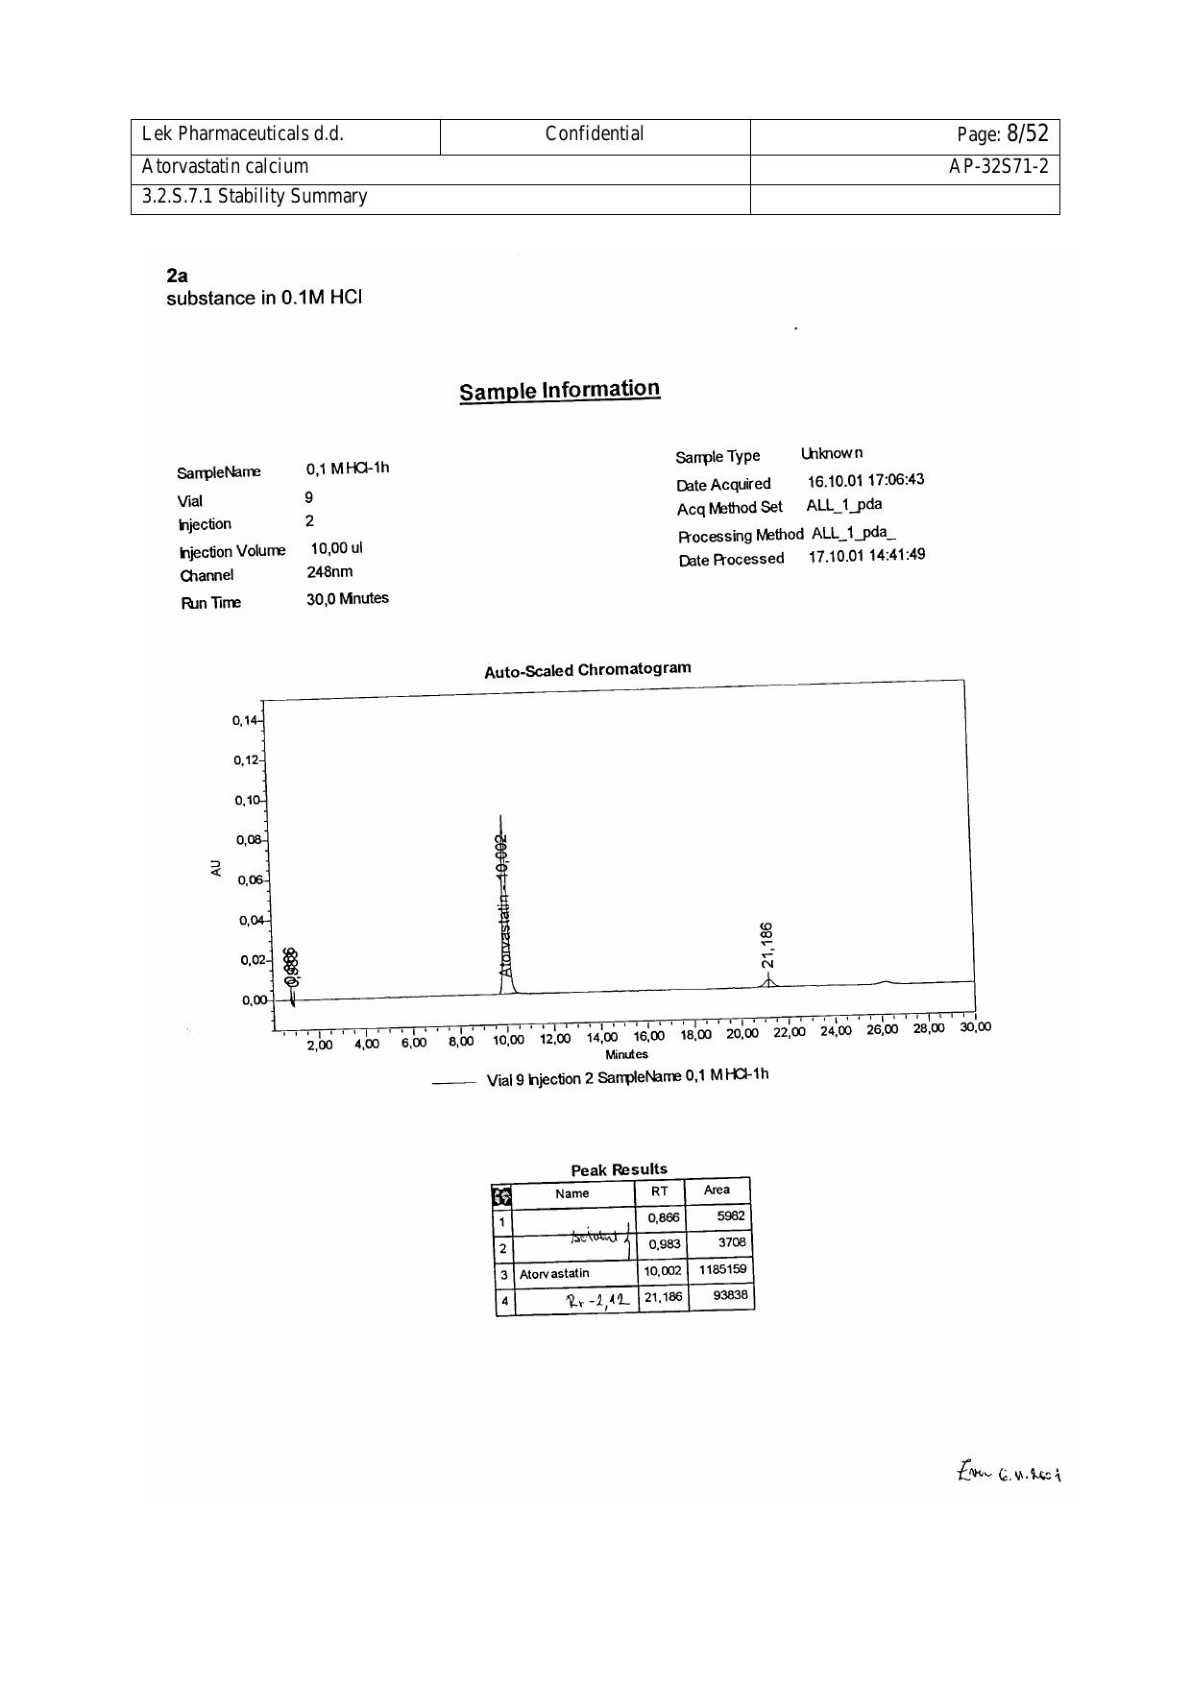 Lek Pharmaceuticals d.d. Confidential Page: 8/52
Atorvastatin calcium AP-32S71-2
3.2.S.7.1 Stability Summary
2a
substance in 0.1M HCl
Sample Information
SampleName 0,1 M HCl-1h
Vial 9
Injection 2
Injection Volume 10,00 ul
Channel 248nm
Run Time 30,0 Minutes
Sample Type Unknown
Date Acquired 16.10.01 17:06:43
Acq Method Set ALL_1_pda
Processing Method ALL_1_pda_
Date Processed 17.10.01 14:41:49
Auto-Scaled Chromatogram
0,14
0,12
0,10
0,08
0,06
0,04
0,02
0,00
AU
Atorvastatin - 10,002
21,186
2,00 4,00 6,00 8,00 10,00 12,00 14,00 16,00 18,00 20,00 22,00 24,00 26,00 28,00 30,00
Minutes
Vial 9 Injection 2 SampleName 0,1 M HCl-1h
Peak Results
Name RT Area
1 0,866 5982
solvent
2 0,983 3708
3 Atorvastatin 10,002 1185159
4 Rr-2,12 21,186 93838